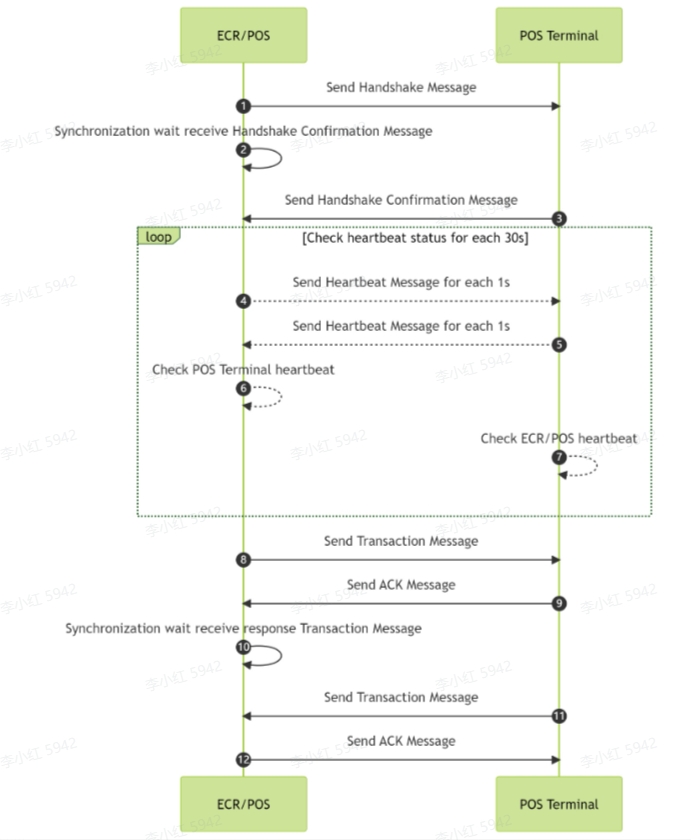 ECR/POS
POS Terminal
Send Handshake Message
1
Synchronization wait receive Handshake Confirmation Message
2
Send Handshake Confirmation Message
3
loop
[Check heartbeat status for each 30s]
Send Heartbeat Message for each 1s
4
Send Heartbeat Message for each 1s
5
Check POS Terminal heartbeat
6
Check ECR/POS heartbeat
7
Send Transaction Message
8
Send ACK Message
9
Synchronization wait receive response Transaction Message
10
Send Transaction Message
11
Send ACK Message
12
ECR/POS
POS Terminal
李小红 5942